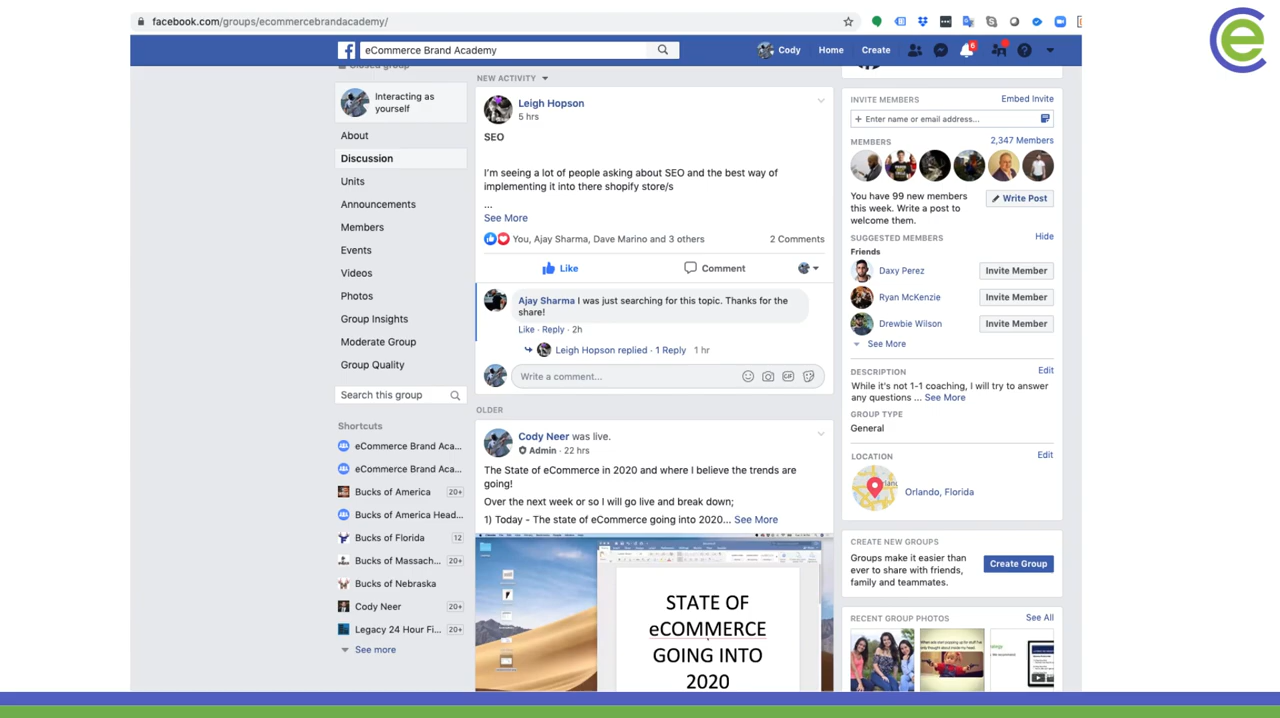 facebook.com/groups/ecommercebrandacademy/
eCommerce Brand Academy
Cody
Home
Create
6
Closed group
Interacting as
yourself
About
Discussion
Units
Announcements
Members
Events
Videos
Photos
Group Insights
Moderate Group
Group Quality
Search this group
Shortcuts
eCommerce Brand Aca...
eCommerce Brand Aca...
Bucks of America 20+
Bucks of America Head...
Bucks of Florida 12
Bucks of Massach... 20+
Bucks of Nebraska
Cody Neer 20+
Legacy 24 Hour Fi... 20+
See more
NEW ACTIVITY
Leigh Hopson
5 hrs
SEO
I'm seeing a lot of people asking about SEO and the best way of
implementing it into there shopify store/s
...
See More
You, Ajay Sharma, Dave Marino and 3 others 2 Comments
Like Comment
Ajay Sharma I was just searching for this topic. Thanks for the
share!
Like · Reply · 2h
Leigh Hopson replied · 1 Reply 1 hr
Write a comment...
GIF
OLDER
Cody Neer was live.
Admin · 22 hrs
The State of eCommerce in 2020 and where I believe the trends are
going!
Over the next week or so I will go live and break down;
1) Today - The state of eCommerce going into 2020... See More
STATE OF
eCOMMERCE
GOING INTO
2020
INVITE MEMBERS Embed Invite
+ Enter name or email address...
MEMBERS 2,347 Members
You have 99 new members
this week. Write a post to
welcome them.
Write Post
SUGGESTED MEMBERS Hide
Friends
Daxy Perez Invite Member
Ryan McKenzie Invite Member
Drewbie Wilson Invite Member
See More
DESCRIPTION Edit
While it's not 1-1 coaching, I will try to answer
any questions ... See More
GROUP TYPE
General
LOCATION Edit
Orlando, Florida
CREATE NEW GROUPS
Groups make it easier than
ever to share with friends,
family and teammates.
Create Group
RECENT GROUP PHOTOS See All